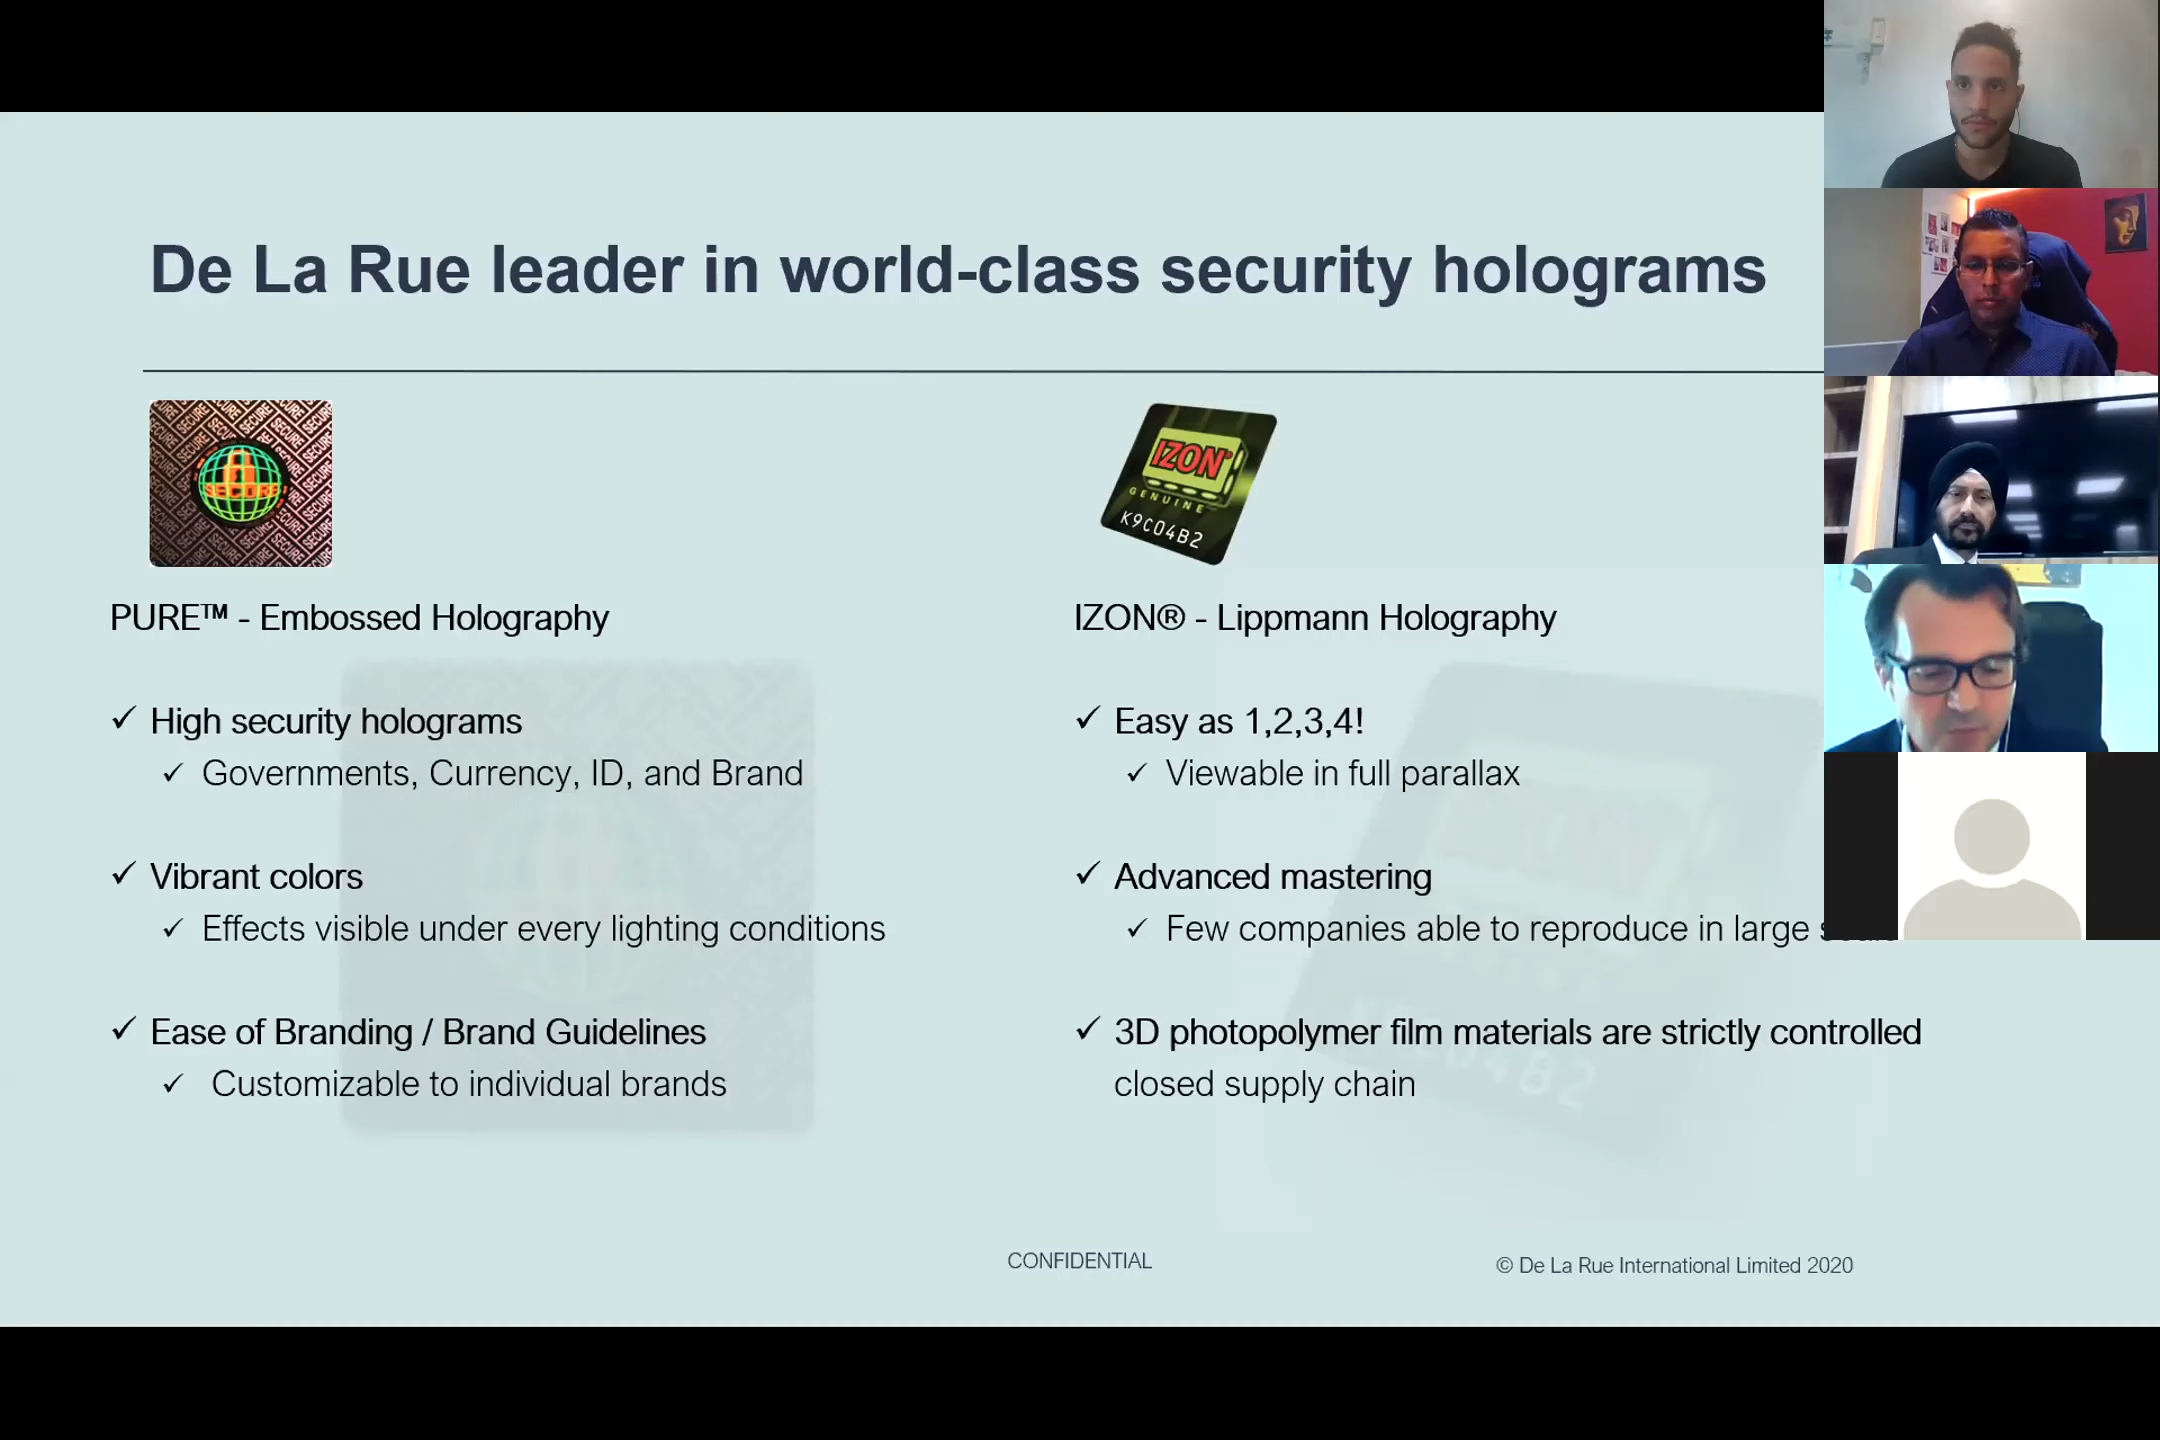 De La Rue leader in world-class security holograms
SECURE
PURE™ - Embossed Holography
✓ High security holograms
✓ Governments, Currency, ID, and Brand
✓ Vibrant colors
✓ Effects visible under every lighting conditions
✓ Ease of Branding / Brand Guidelines
✓ Customizable to individual brands
IZON®
GENUINE
K9C04B2
IZON® - Lippmann Holography
✓ Easy as 1,2,3,4!
✓ Viewable in full parallax
✓ Advanced mastering
✓ Few companies able to reproduce in large
✓ 3D photopolymer film materials are strictly controlled
closed supply chain
CONFIDENTIAL
© De La Rue International Limited 2020